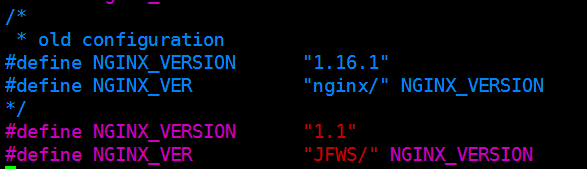 /*
 * old configuration
#define NGINX_VERSION      "1.16.1"
#define NGINX_VER          "nginx/" NGINX_VERSION
*/
#define NGINX_VERSION      "1.1"
#define NGINX_VER          "JFWS/" NGINX_VERSION